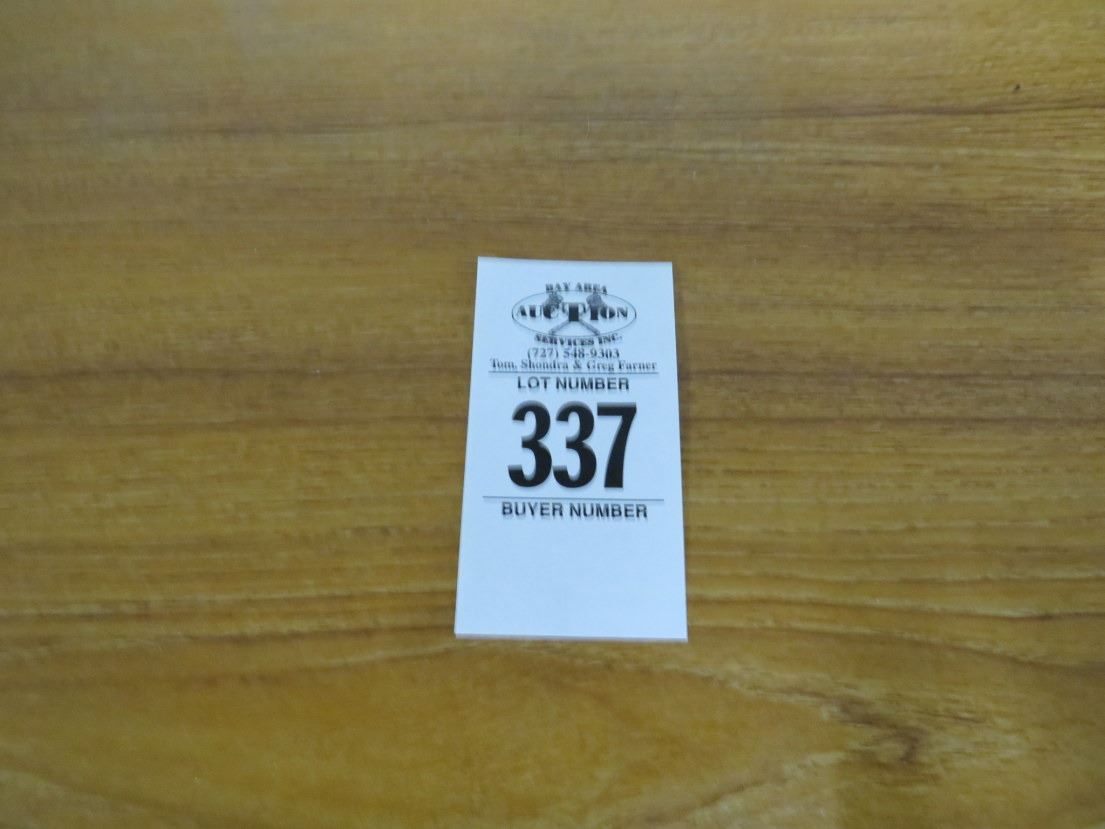 BAY AREA
AUCTION
SERVICES INC.
(727) 548-9303
Tom, Shondra & Greg Farner
LOT NUMBER
337
BUYER NUMBER